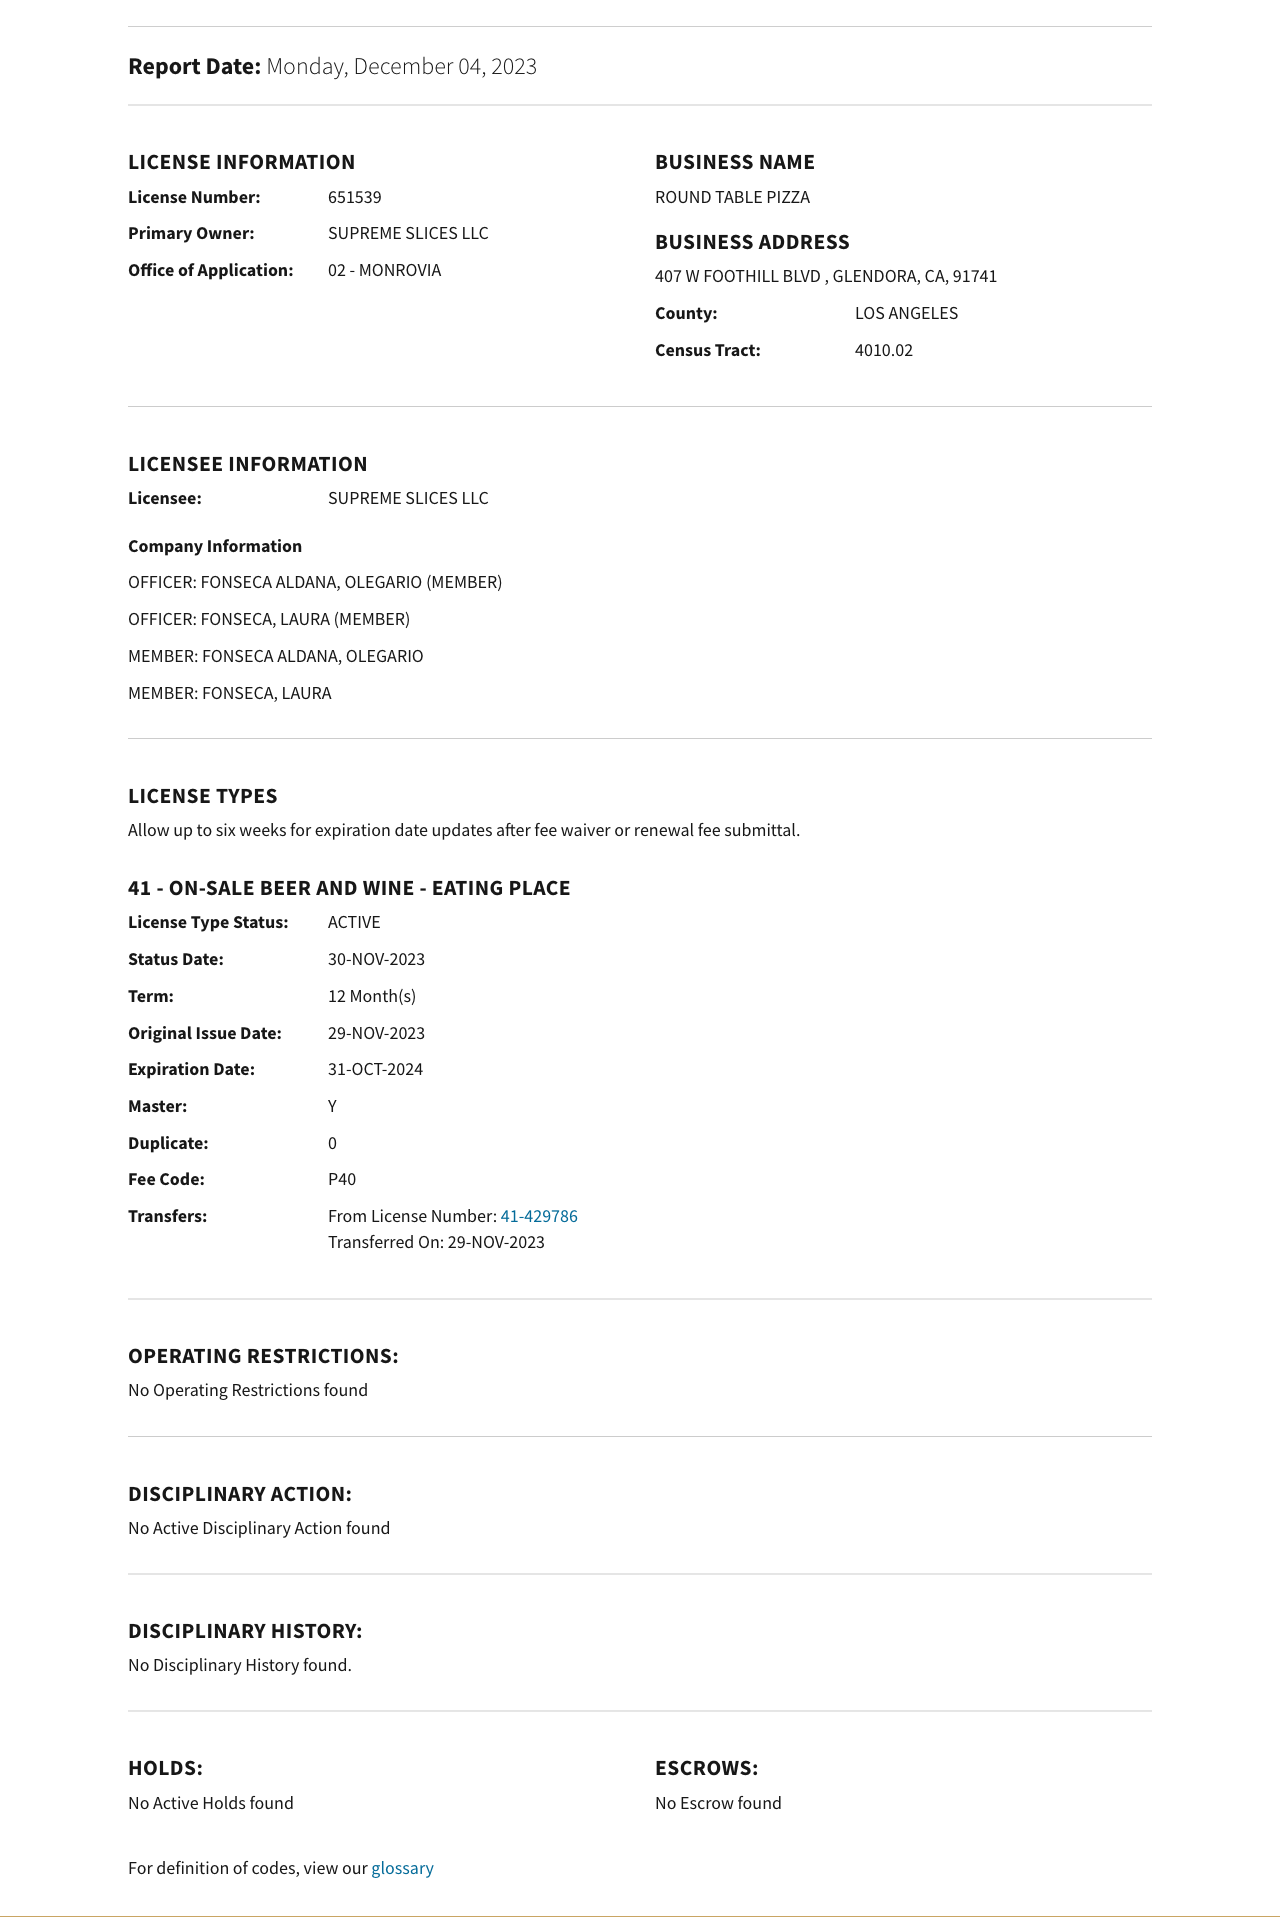 Report Date: Monday, December 04, 2023
LICENSE INFORMATION
License Number: 651539
Primary Owner: SUPREME SLICES LLC
Office of Application: 02 - MONROVIA
BUSINESS NAME
ROUND TABLE PIZZA
BUSINESS ADDRESS
407 W FOOTHILL BLVD , GLENDORA, CA, 91741
County: LOS ANGELES
Census Tract: 4010.02
LICENSEE INFORMATION
Licensee: SUPREME SLICES LLC
Company Information
OFFICER: FONSECA ALDANA, OLEGARIO (MEMBER)
OFFICER: FONSECA, LAURA (MEMBER)
MEMBER: FONSECA ALDANA, OLEGARIO
MEMBER: FONSECA, LAURA
LICENSE TYPES
Allow up to six weeks for expiration date updates after fee waiver or renewal fee submittal.
41 - ON-SALE BEER AND WINE - EATING PLACE
License Type Status: ACTIVE
Status Date: 30-NOV-2023
Term: 12 Month(s)
Original Issue Date: 29-NOV-2023
Expiration Date: 31-OCT-2024
Master: Y
Duplicate: 0
Fee Code: P40
Transfers: From License Number: 41-429786
Transferred On: 29-NOV-2023
OPERATING RESTRICTIONS:
No Operating Restrictions found
DISCIPLINARY ACTION:
No Active Disciplinary Action found
DISCIPLINARY HISTORY:
No Disciplinary History found.
HOLDS:
No Active Holds found
ESCROWS:
No Escrow found
For definition of codes, view our glossary